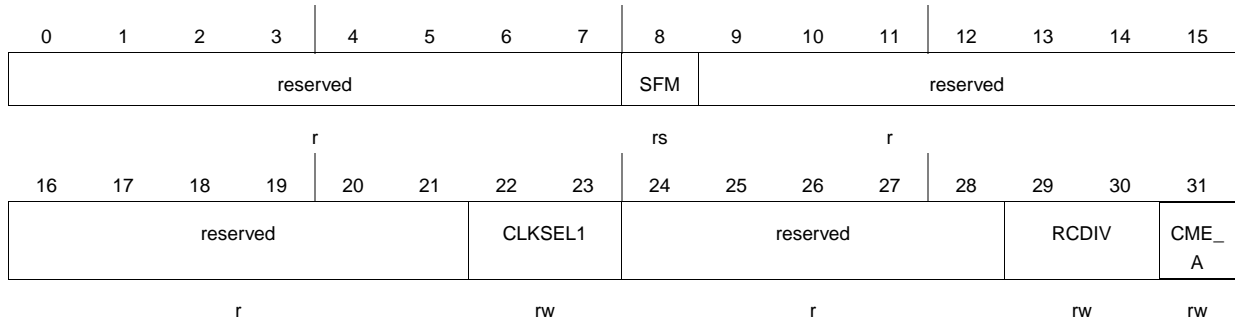 0 1 2 3 4 5 6 7 8 9 10 11 12 13 14 15
reserved SFM reserved
r rs r
16 17 18 19 20 21 22 23 24 25 26 27 28 29 30 31
reserved CLKSEL1 reserved RCDIV CME_
A
r rw r rw rw